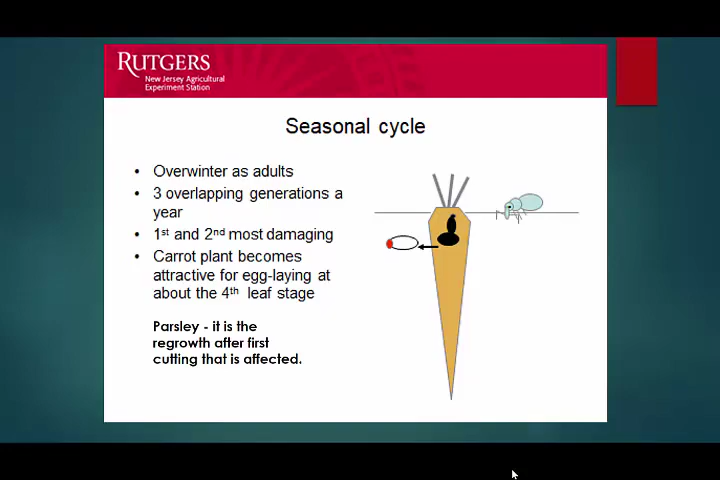 RUTGERS
New Jersey Agricultural
Experiment Station
Seasonal cycle
• Overwinter as adults
• 3 overlapping generations a
year
• 1st and 2nd most damaging
• Carrot plant becomes
attractive for egg-laying at
about the 4th leaf stage
Parsley - it is the
regrowth after first
cutting that is affected.